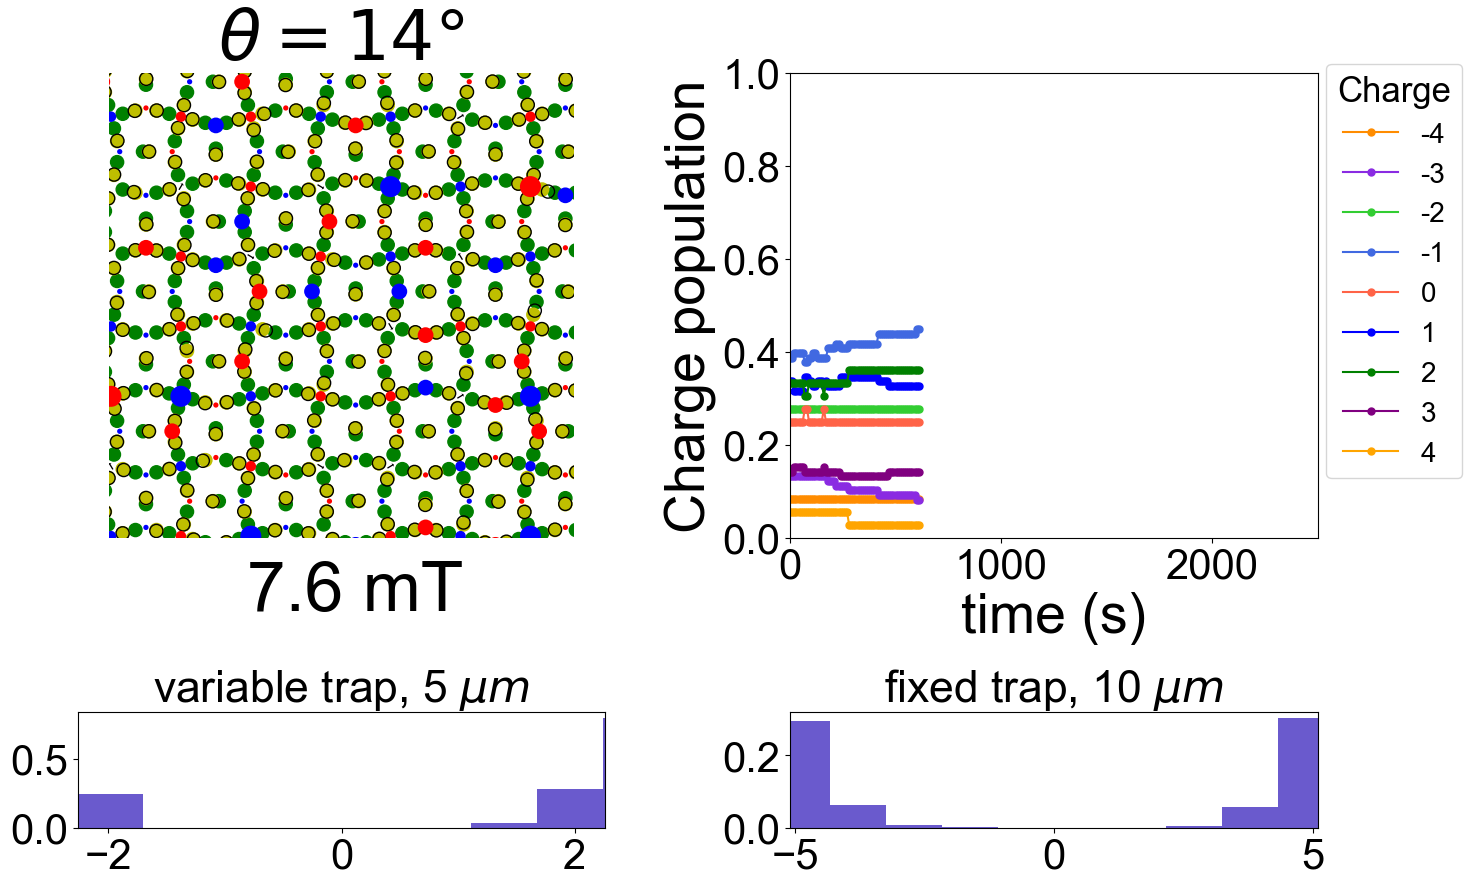 θ = 14°
7.6 mT
Charge population
1.0
0.8
0.6
0.4
0.2
0.0
0 1000 2000
time (s)
Charge
-4
-3
-2
-1
0
1
2
3
4
variable trap, 5 μm
0.5
0.0
−2 0 2
fixed trap, 10 μm
0.2
0.0
−5 0 5